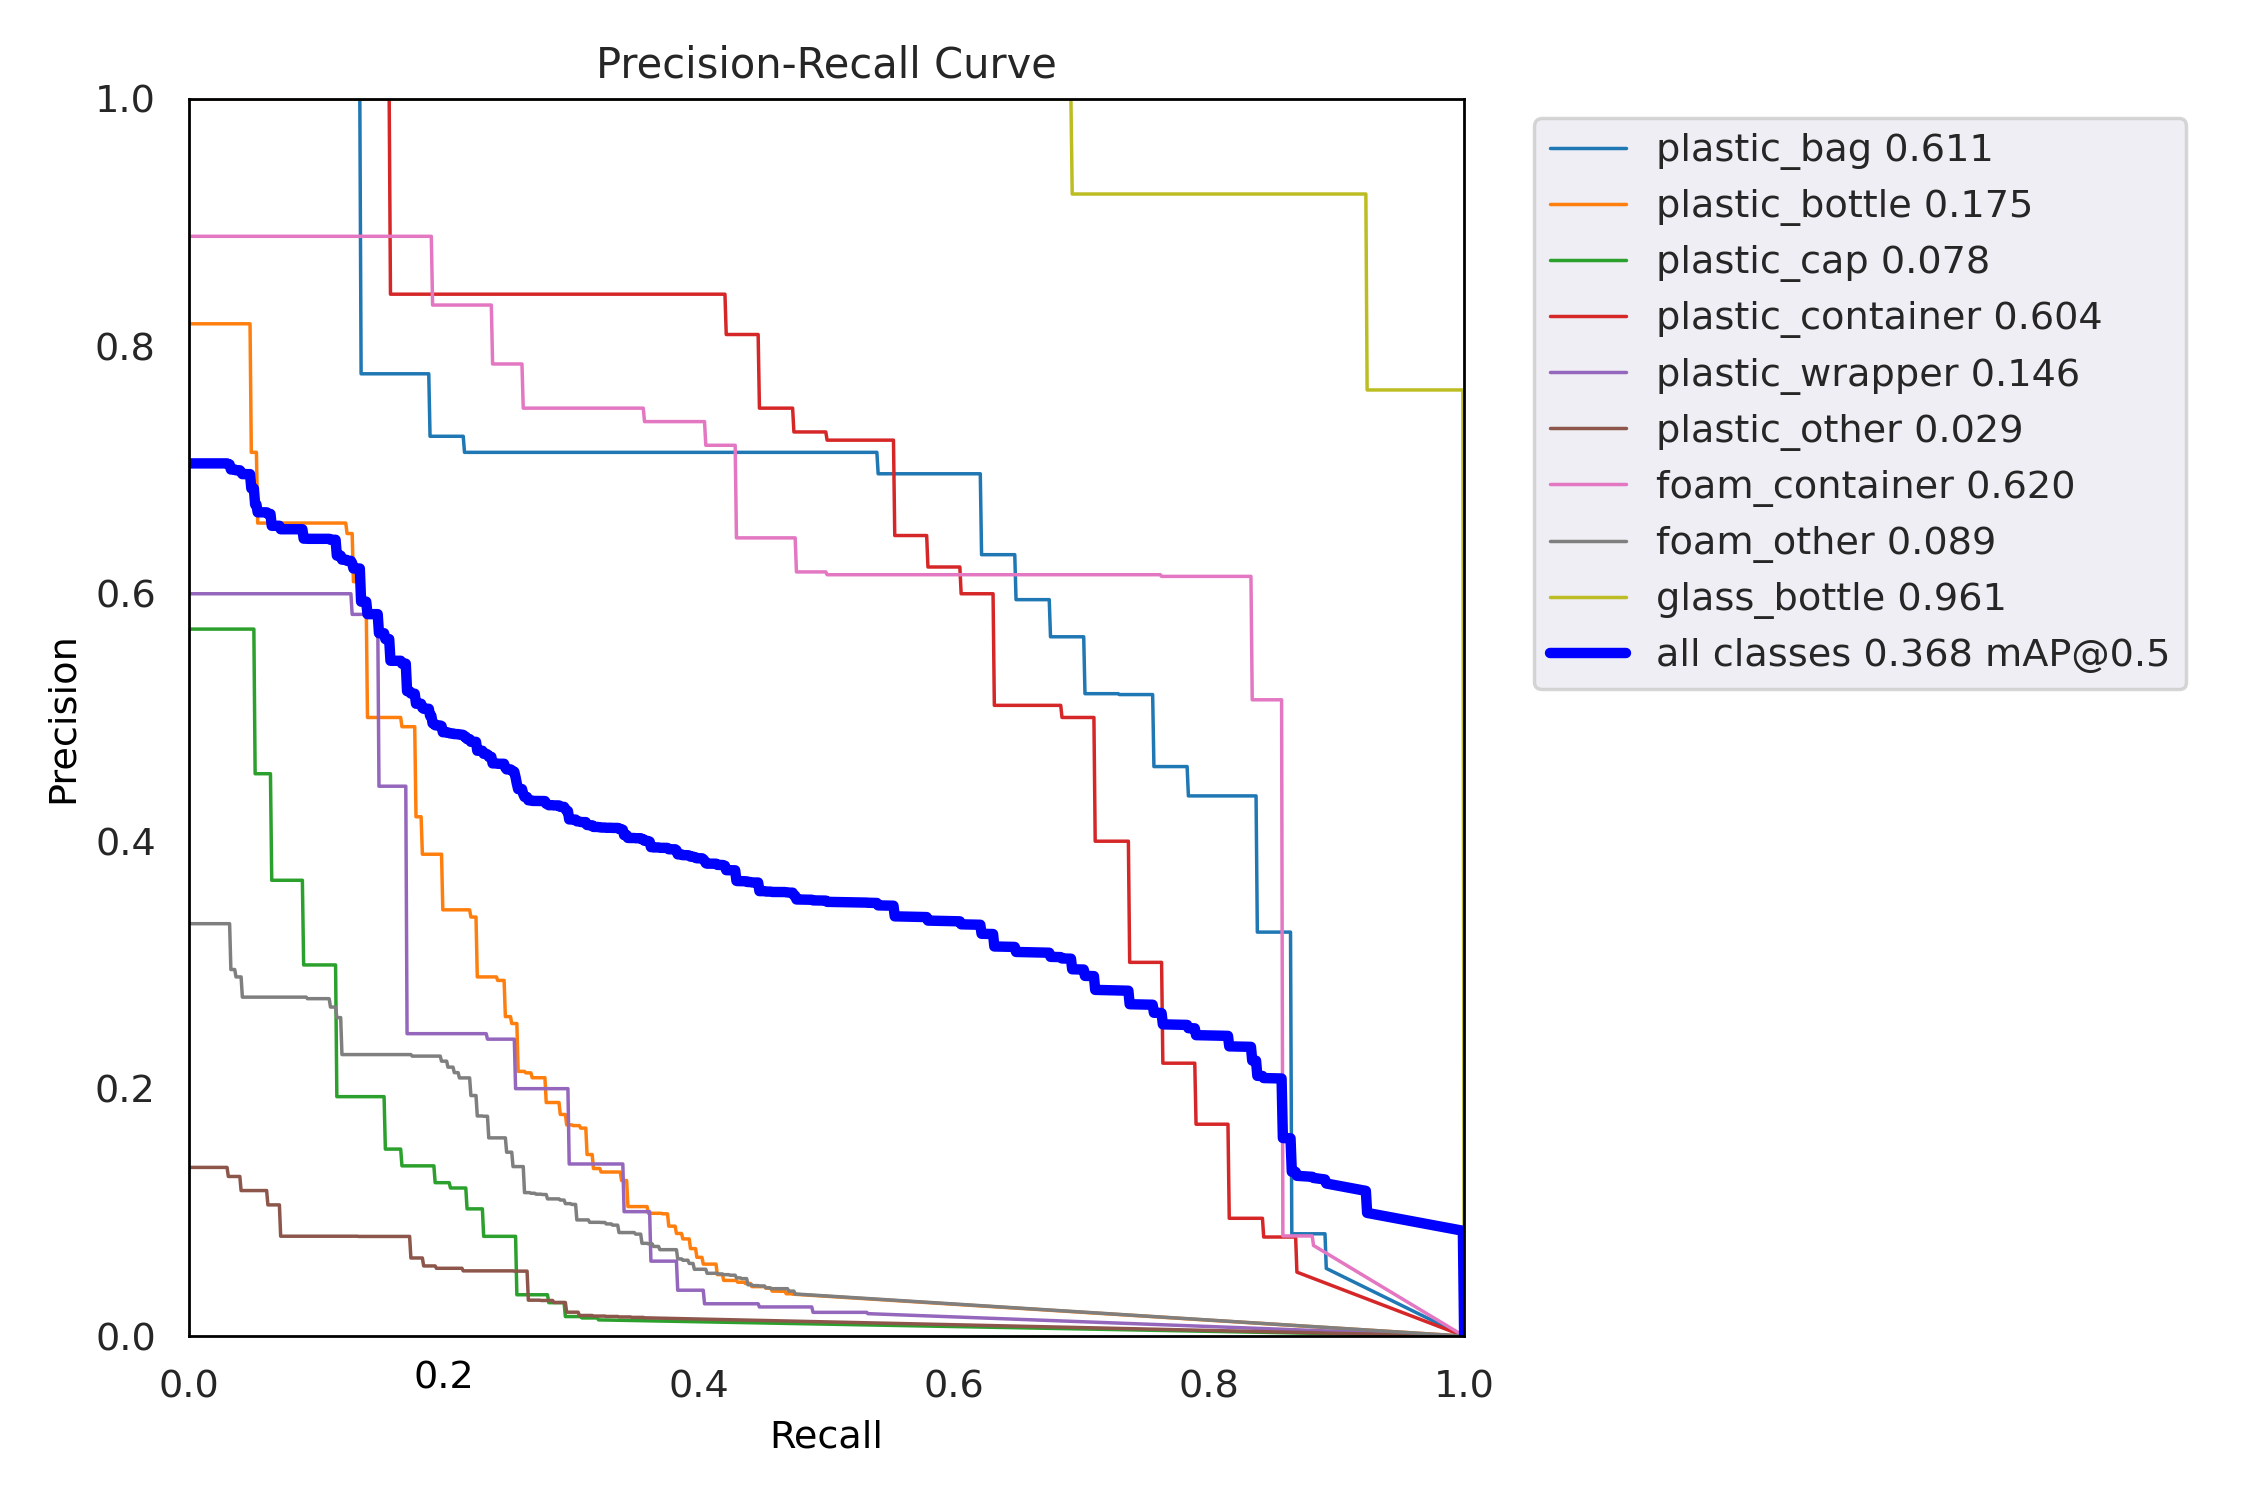 Precision-Recall Curve
1.0
0.8
0.6
0.4
0.2
0.0
Precision
0.0
0.2
0.4
0.6
0.8
1.0
Recall
plastic_bag 0.611
plastic_bottle 0.175
plastic_cap 0.078
plastic_container 0.604
plastic_wrapper 0.146
plastic_other 0.029
foam_container 0.620
foam_other 0.089
glass_bottle 0.961
all classes 0.368 mAP@0.5